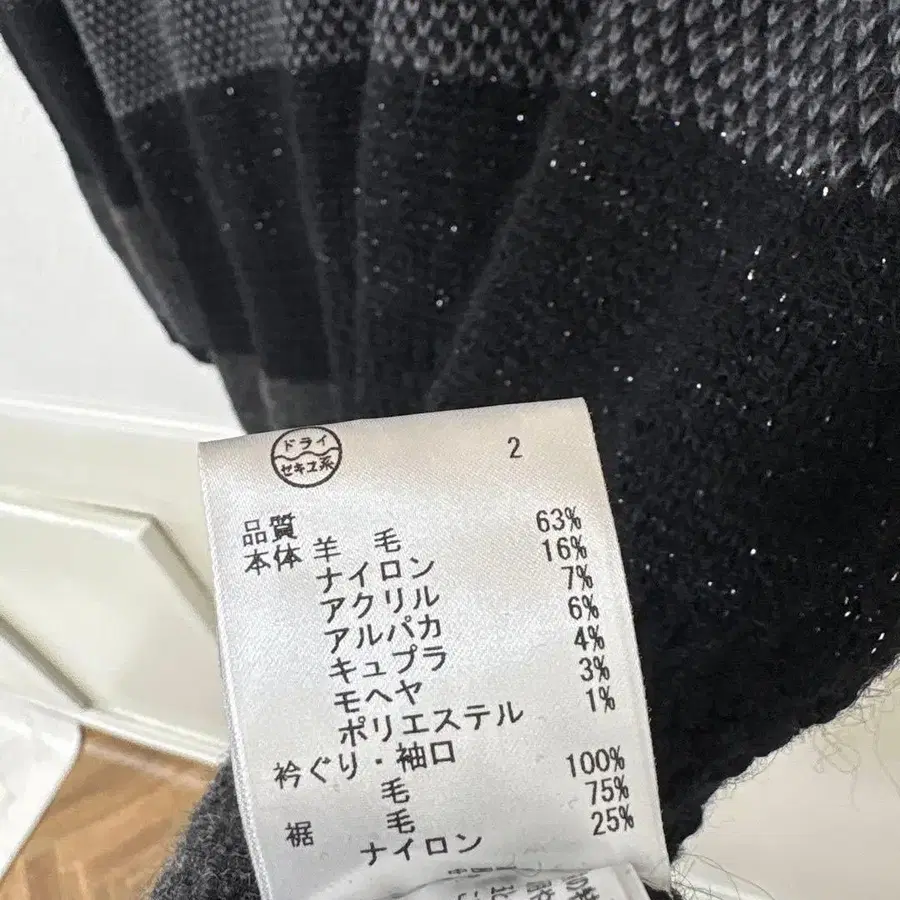 ドライ
セキユ系
2
品質
本体 羊 毛 63%
ナイロン 16%
アクリル 7%
アルパカ 6%
キュプラ 4%
モヘヤ 3%
ポリエステル 1%
衿ぐり・袖口
毛 100%
裾 毛 75%
ナイロン 25%